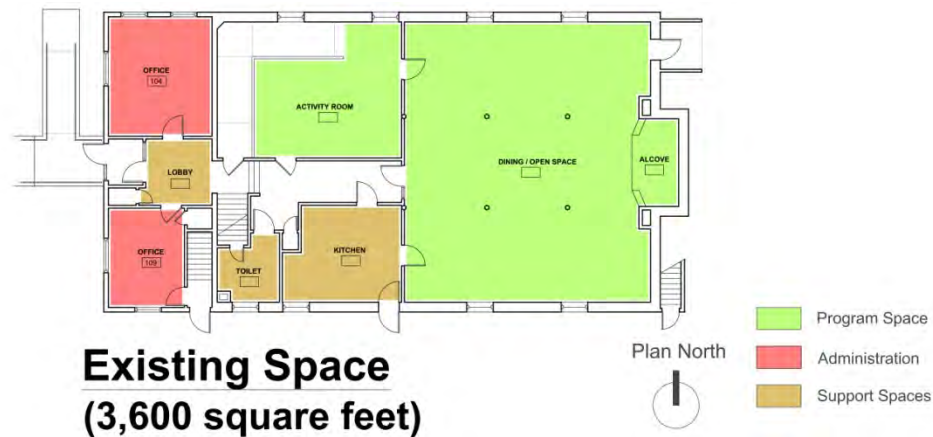 OFFICE
104
ACTIVITY ROOM
DINING / OPEN SPACE
ALCOVE
LOBBY
OFFICE
109
TOILET
KITCHEN
Existing Space
(3,600 square feet)
Plan North
Program Space
Administration
Support Spaces